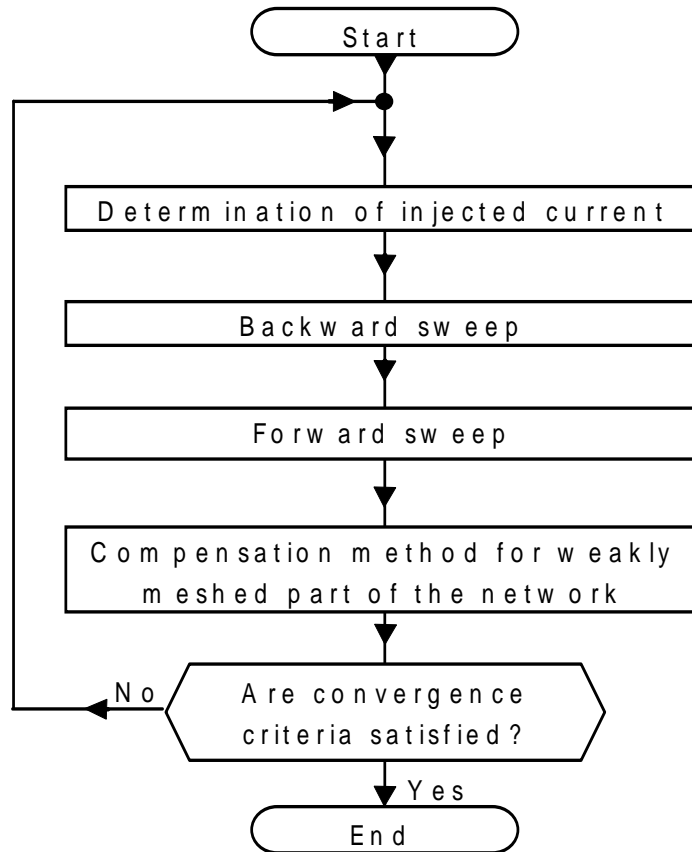 Start
Determination of injected current
Backward sweep
Forward sweep
Compensation method for weakly
meshed part of the network
No
Are convergence
criteria satisfied?
Yes
End